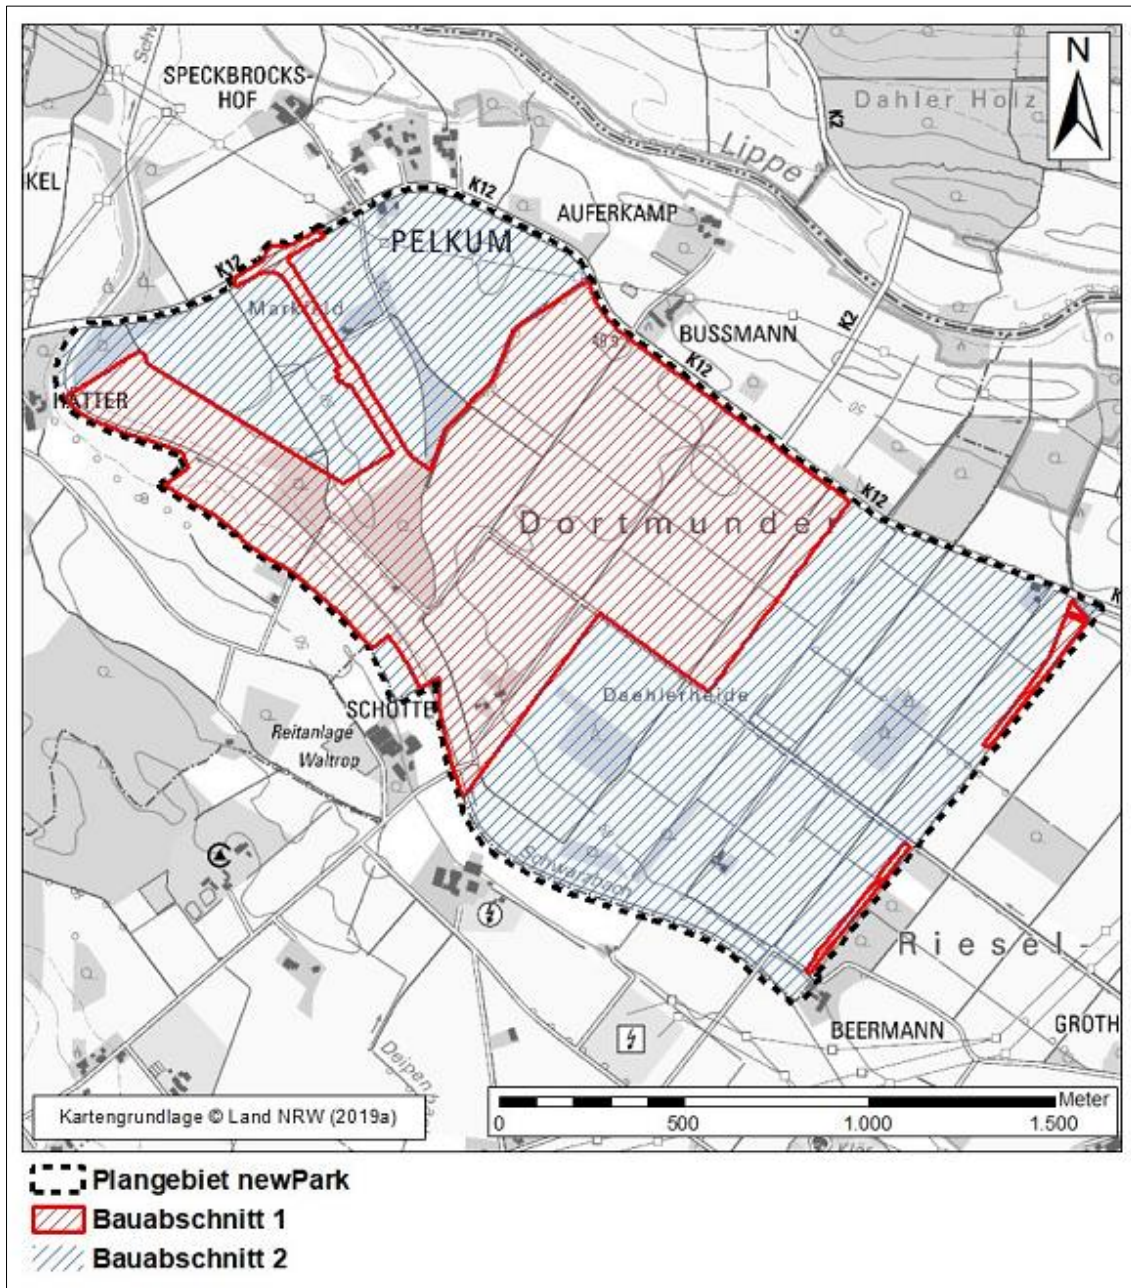 N
SPECKBROCKS-
HOF
Dahler Holz
K2
Lippe
KEL
K12
AUFERKAMP
PELKUM
K12
K2
BUSSMANN
K12
HATTER
K12
Dortmunder
Daehlerheide
SCHOTTE
Reitanlage
Waltrop
Schwarzbach
Riesel-
BEERMANN
GROTH
Kartengrundlage © Land NRW (2019a)
Meter
0 500 1.000 1.500
Plangebiet newPark
Bauabschnitt 1
Bauabschnitt 2